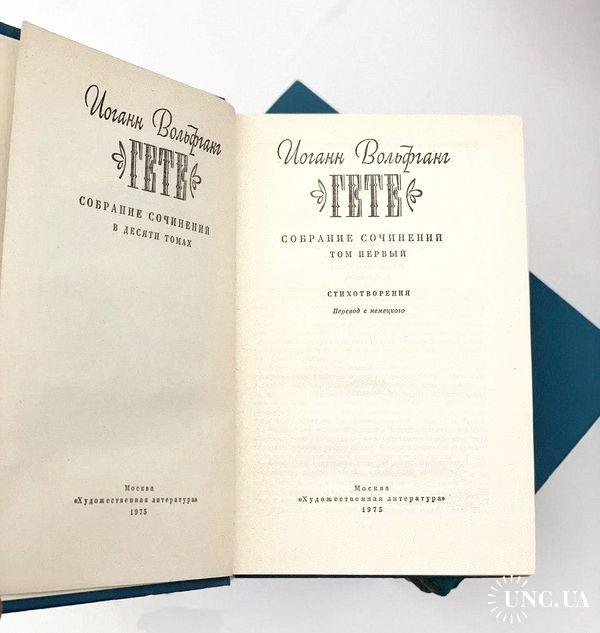 Иоганн Вольфганг
ГЕТЕ
СОБРАНИЕ СОЧИНЕНИЙ
В ДЕСЯТИ ТОМАХ
Москва
«Художественная литература»
1975
Иоганн Вольфганг
ГЕТЕ
СОБРАНИЕ СОЧИНЕНИЙ
ТОМ ПЕРВЫЙ
СТИХОТВОРЕНИЯ
Перевод с немецкого
Москва
«Художественная литература»
1975
UNC.UA